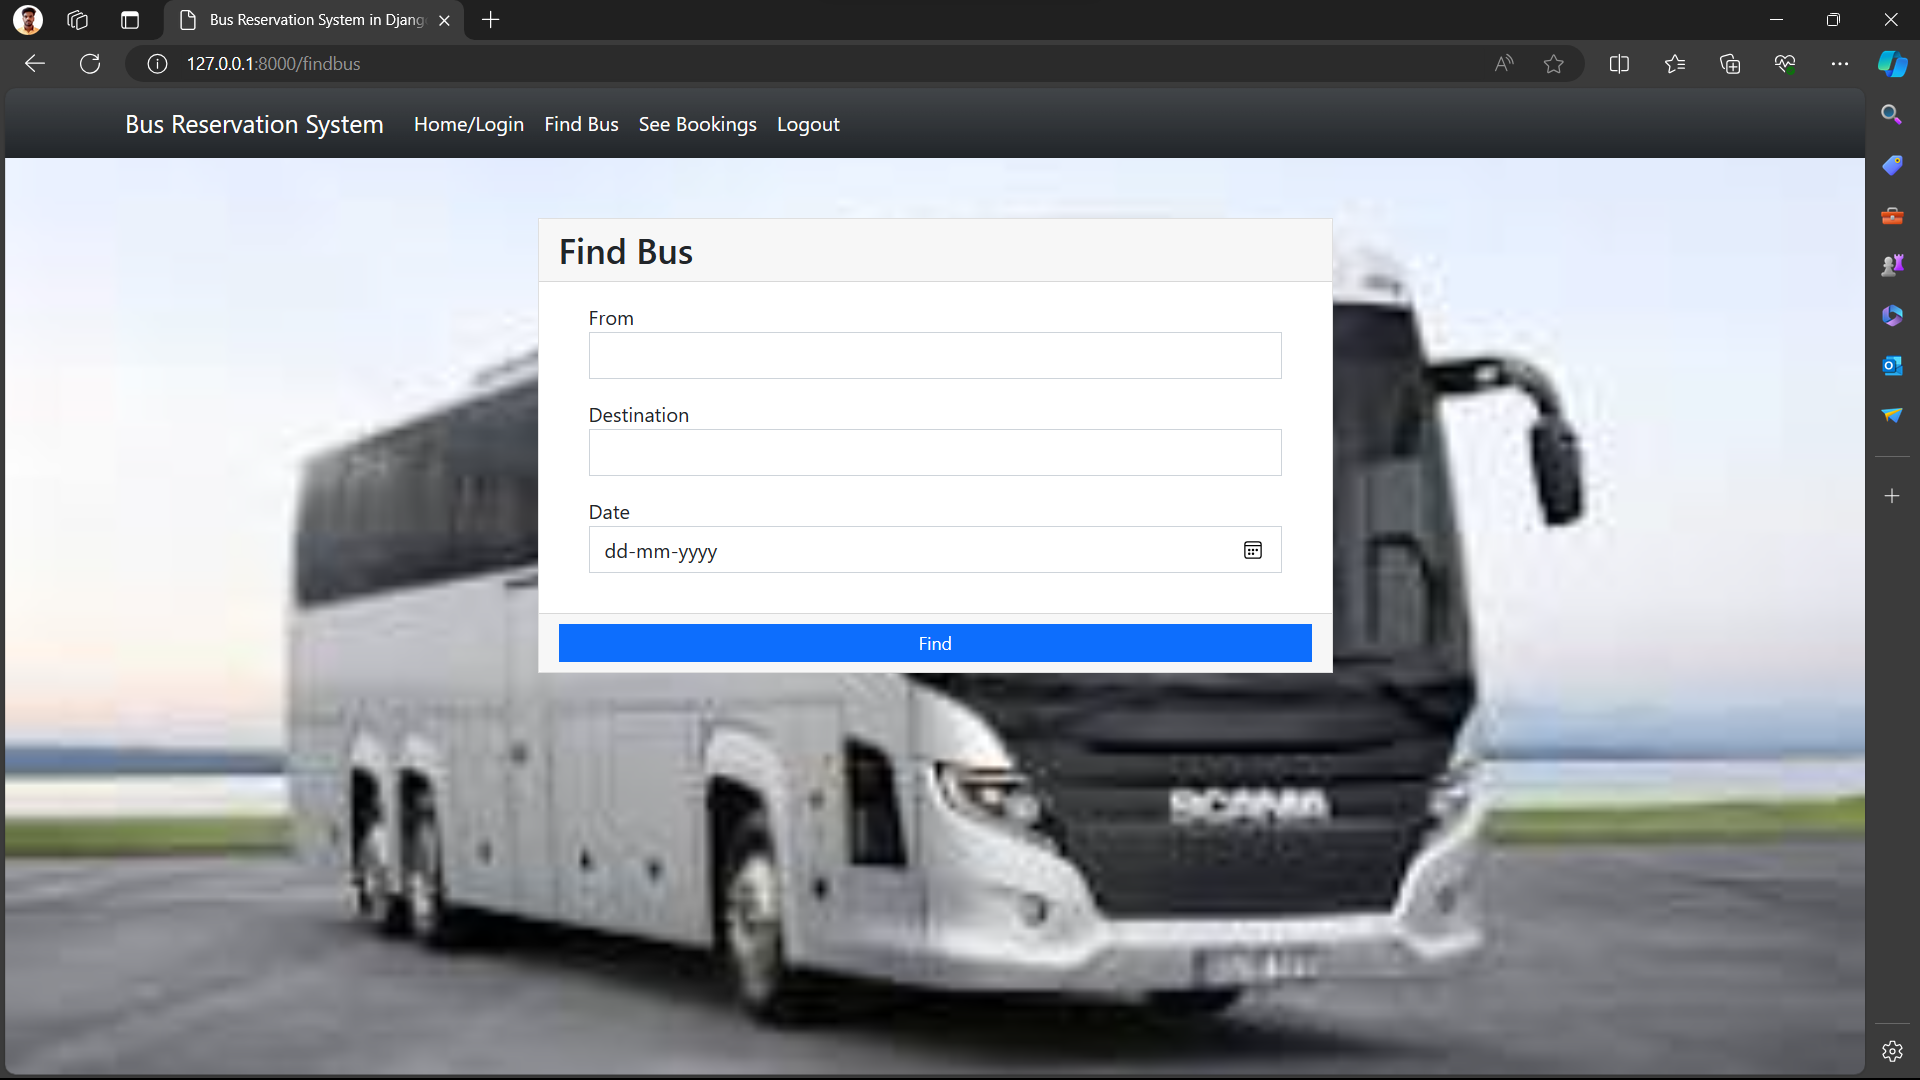 Bus Reservation System in Djang
127.0.0.1:8000/findbus
Bus Reservation System Home/Login Find Bus See Bookings Logout
Find Bus
From
Destination
Date
dd-mm-yyyy
Find
SCANIA